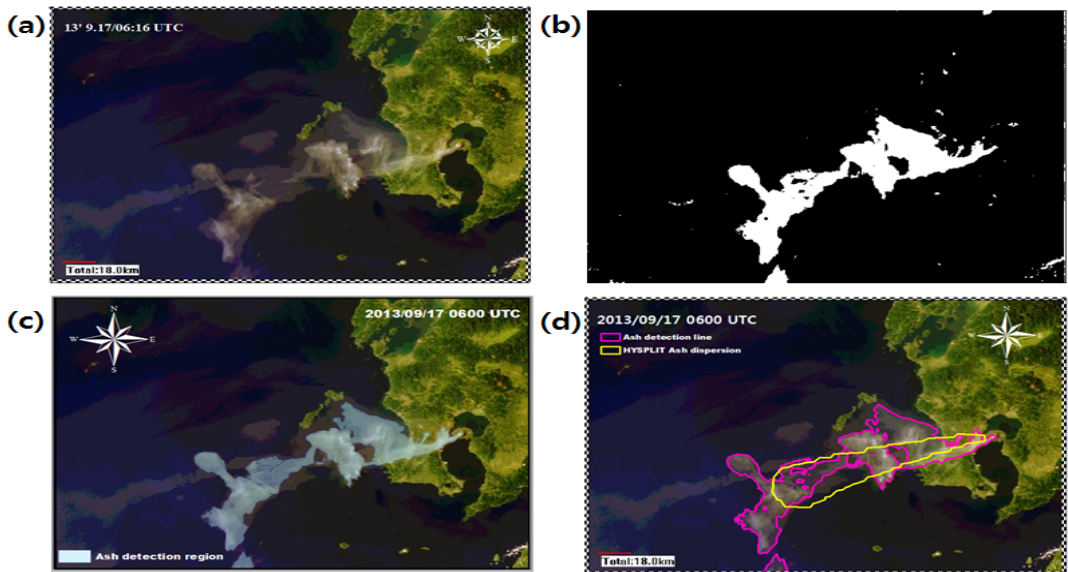 (a)
13' 9.17/06:16 UTC
N
W E
S
Total:18.0km
(b)
(c)
2013/09/17 0600 UTC
N
W E
S
Ash detection region
(d)
2013/09/17 0600 UTC
Ash detection line
HYSPLIT Ash dispersion
N
W E
S
Total:18.0km